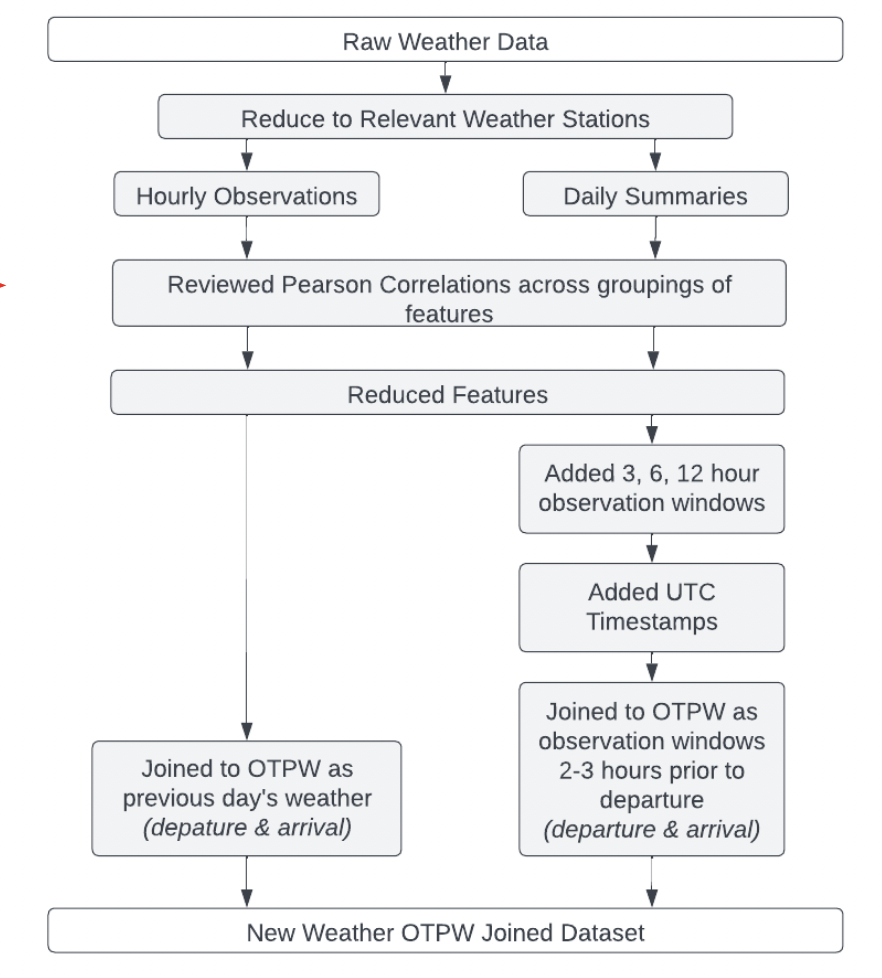 Raw Weather Data
Reduce to Relevant Weather Stations
Hourly Observations
Daily Summaries
Reviewed Pearson Correlations across groupings of
features
Reduced Features
Added 3, 6, 12 hour
observation windows
Added UTC
Timestamps
Joined to OTPW as
observation windows
2-3 hours prior to
departure
(departure & arrival)
Joined to OTPW as
previous day's weather
(depature & arrival)
New Weather OTPW Joined Dataset